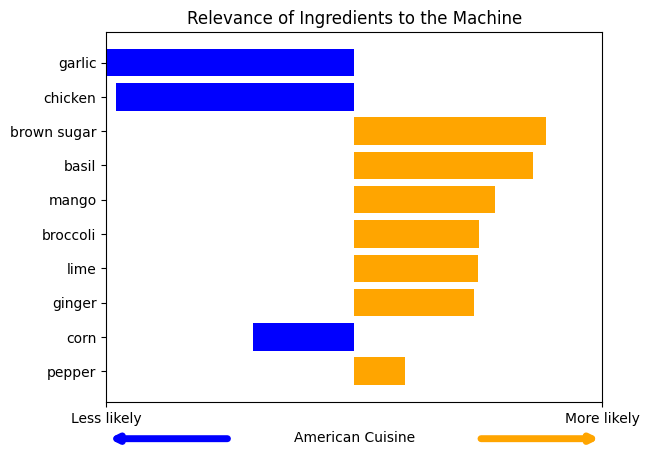 Relevance of Ingredients to the Machine
garlic
chicken
brown sugar
basil
mango
broccoli
lime
ginger
corn
pepper
Less likely
More likely
American Cuisine